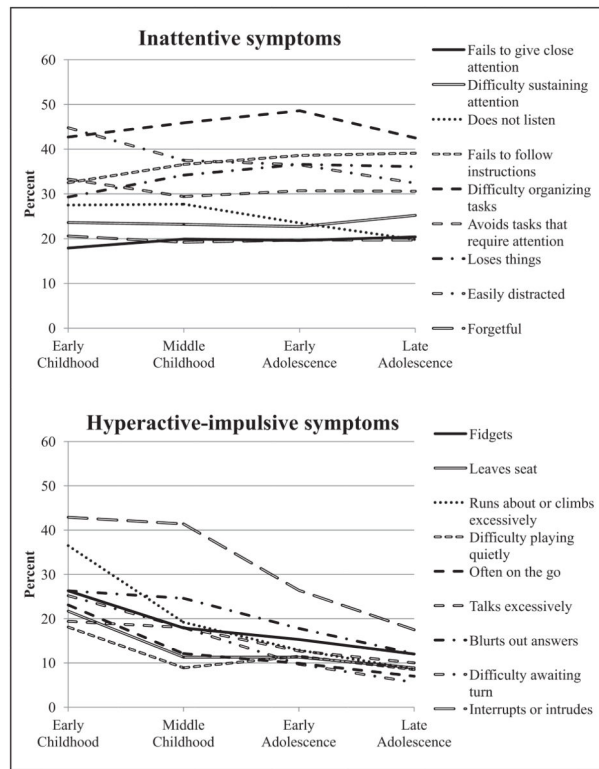 Inattentive symptoms
60
50
40
30
20
10
0
Percent
Early
Childhood
Middle
Childhood
Early
Adolescence
Late
Adolescence
Fails to give close
attention
Difficulty sustaining
attention
Does not listen
Fails to follow
instructions
Difficulty organizing
tasks
Avoids tasks that
require attention
Loses things
Easily distracted
Forgetful
Hyperactive-impulsive symptoms
60
50
40
30
20
10
0
Percent
Early
Childhood
Middle
Childhood
Early
Adolescence
Late
Adolescence
Fidgets
Leaves seat
Runs about or climbs
excessively
Difficulty playing
quietly
Often on the go
Talks excessively
Blurts out answers
Difficulty awaiting
turn
Interrupts or intrudes